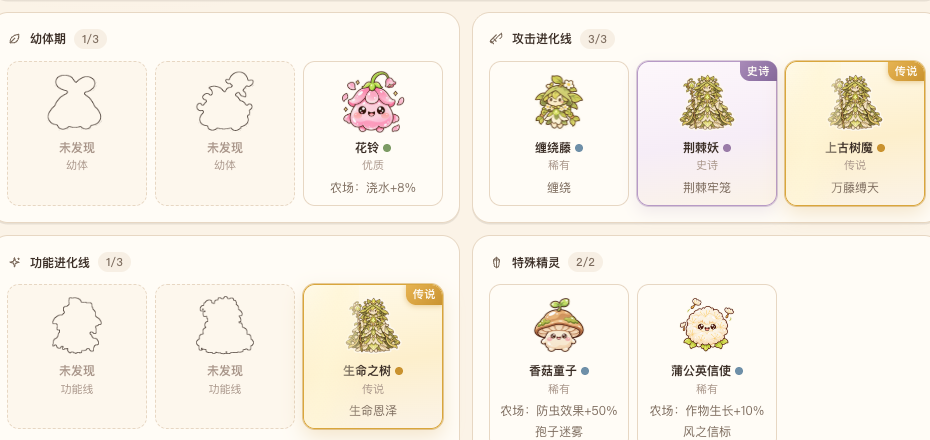 幼体期 1/3
未发现
幼体
未发现
幼体
花铃
优质
农场：浇水+8%
攻击进化线 3/3
缠绕藤
稀有
缠绕
史诗
荆棘妖
史诗
荆棘牢笼
传说
上古树魔
传说
万藤缚天
功能进化线 1/3
未发现
功能线
未发现
功能线
传说
生命之树
传说
生命恩泽
特殊精灵 2/2
香菇童子
稀有
农场：防虫效果+50%
孢子迷雾
蒲公英信使
稀有
农场：作物生长+10%
风之信标